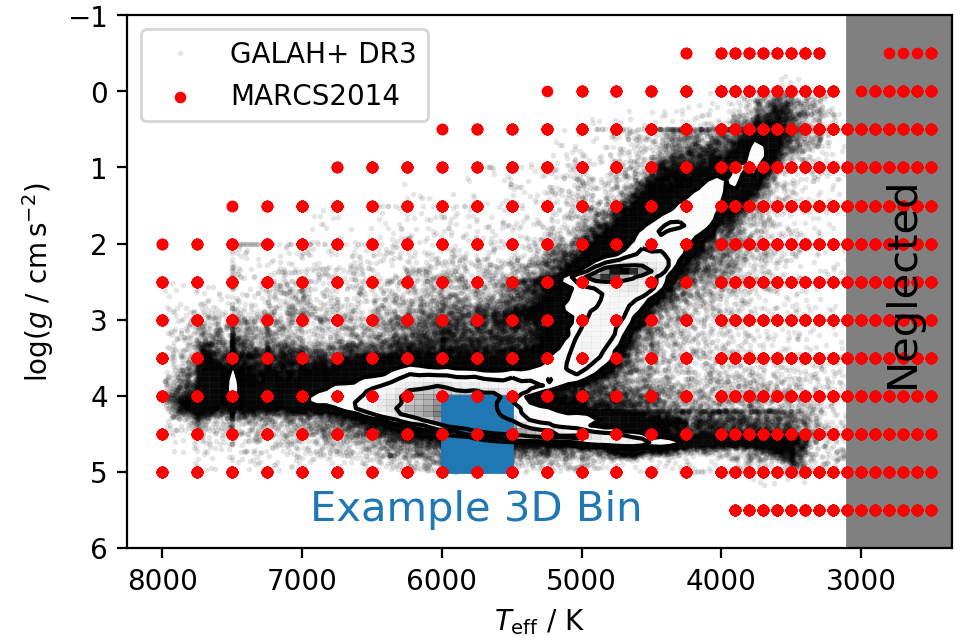 GALAH+ DR3
MARCS2014
−1
0
1
2
3
4
5
6
log(g / cm s⁻²)
Neglected
Example 3D Bin
8000 7000 6000 5000 4000 3000
T_eff / K